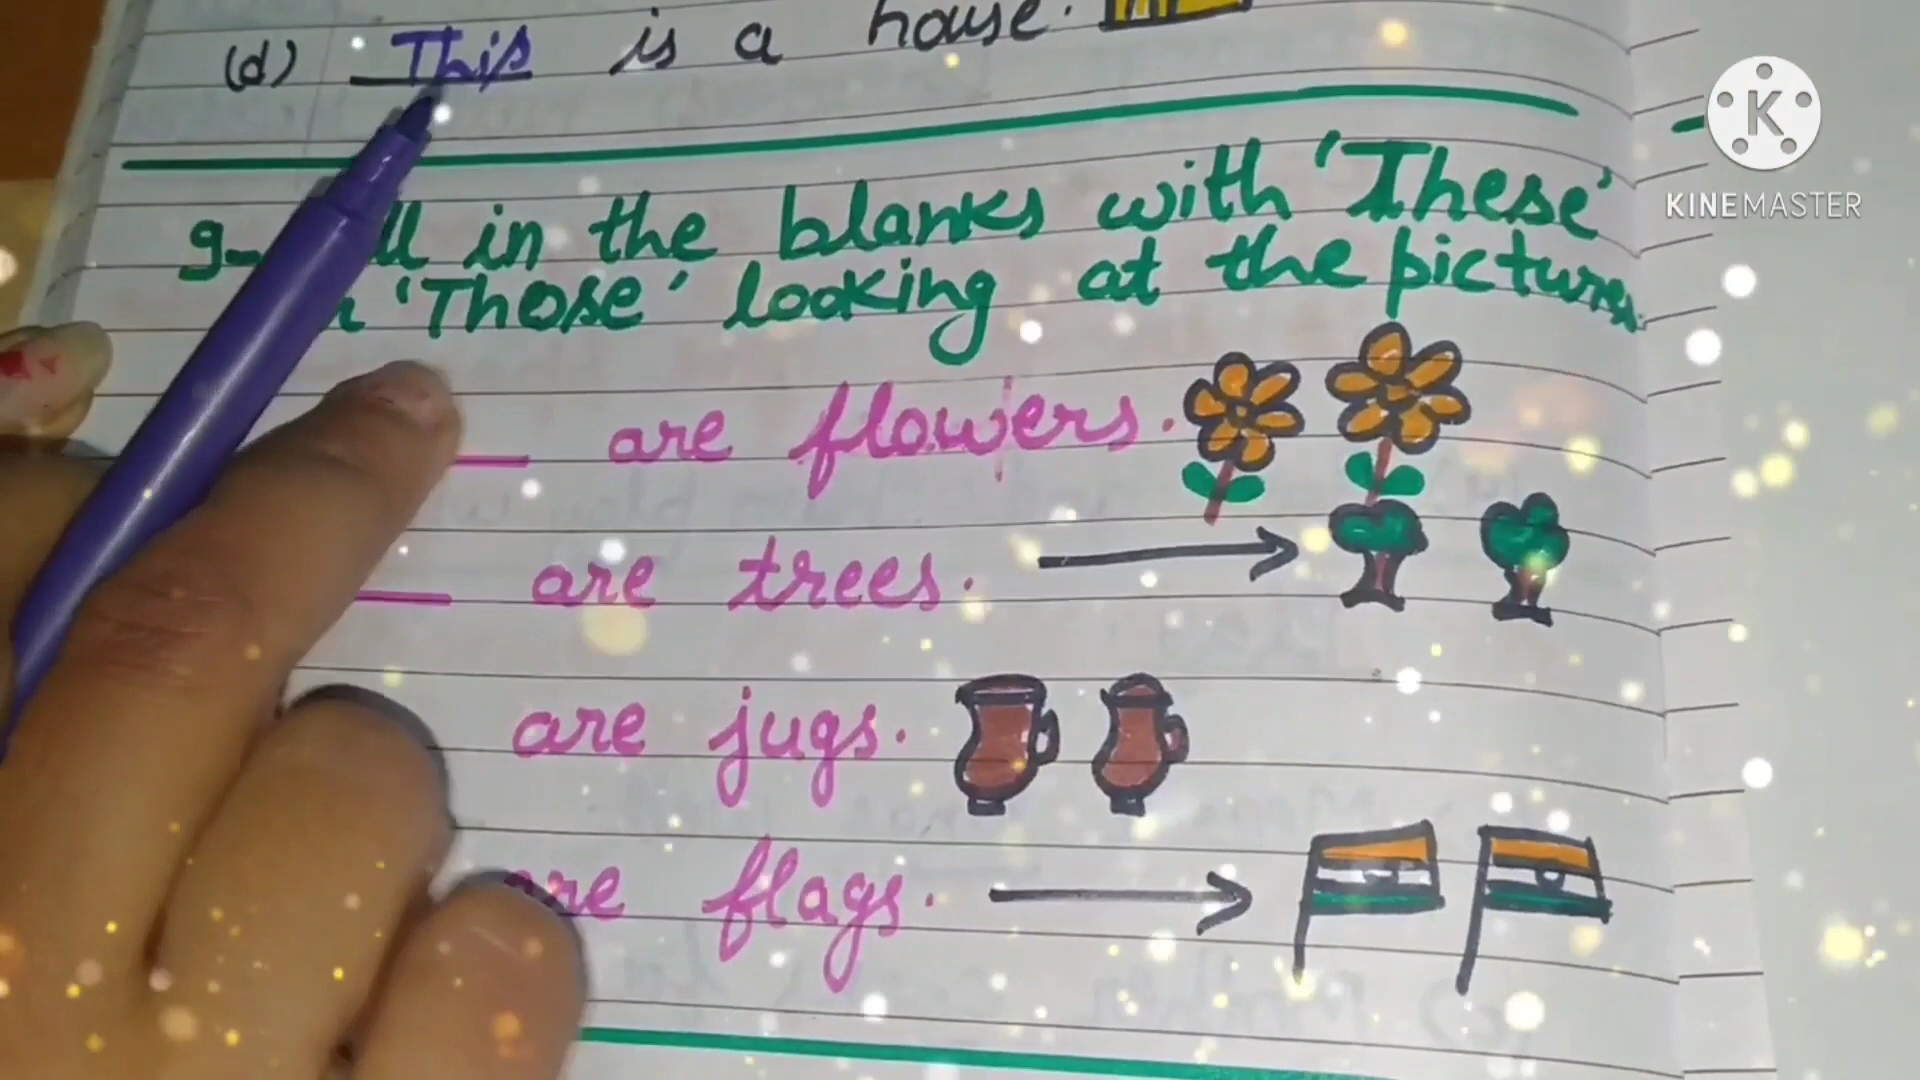 (d) This is a house.
9- in the blanks with 'These'
'Those' looking at the pictures.
are flowers.
are trees.
are jugs.
are flags.
K
KINEMASTER